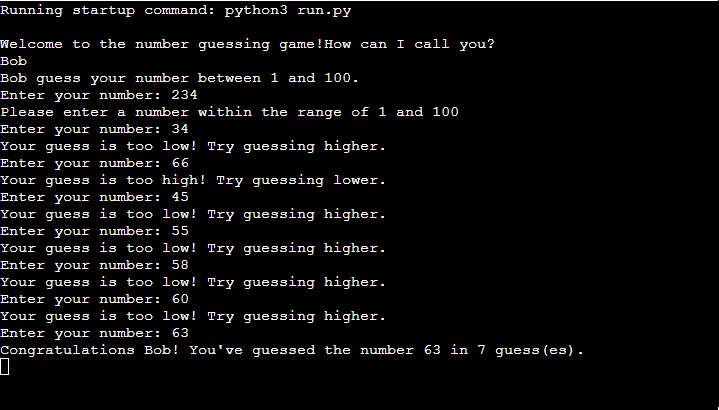 Running startup command: python3 run.py
Welcome to the number guessing game!How can I call you?
Bob
Bob guess your number between 1 and 100.
Enter your number: 234
Please enter a number within the range of 1 and 100
Enter your number: 34
Your guess is too low! Try guessing higher.
Enter your number: 66
Your guess is too high! Try guessing lower.
Enter your number: 45
Your guess is too low! Try guessing higher.
Enter your number: 55
Your guess is too low! Try guessing higher.
Enter your number: 58
Your guess is too low! Try guessing higher.
Enter your number: 60
Your guess is too low! Try guessing higher.
Enter your number: 63
Congratulations Bob! You've guessed the number 63 in 7 guess(es).